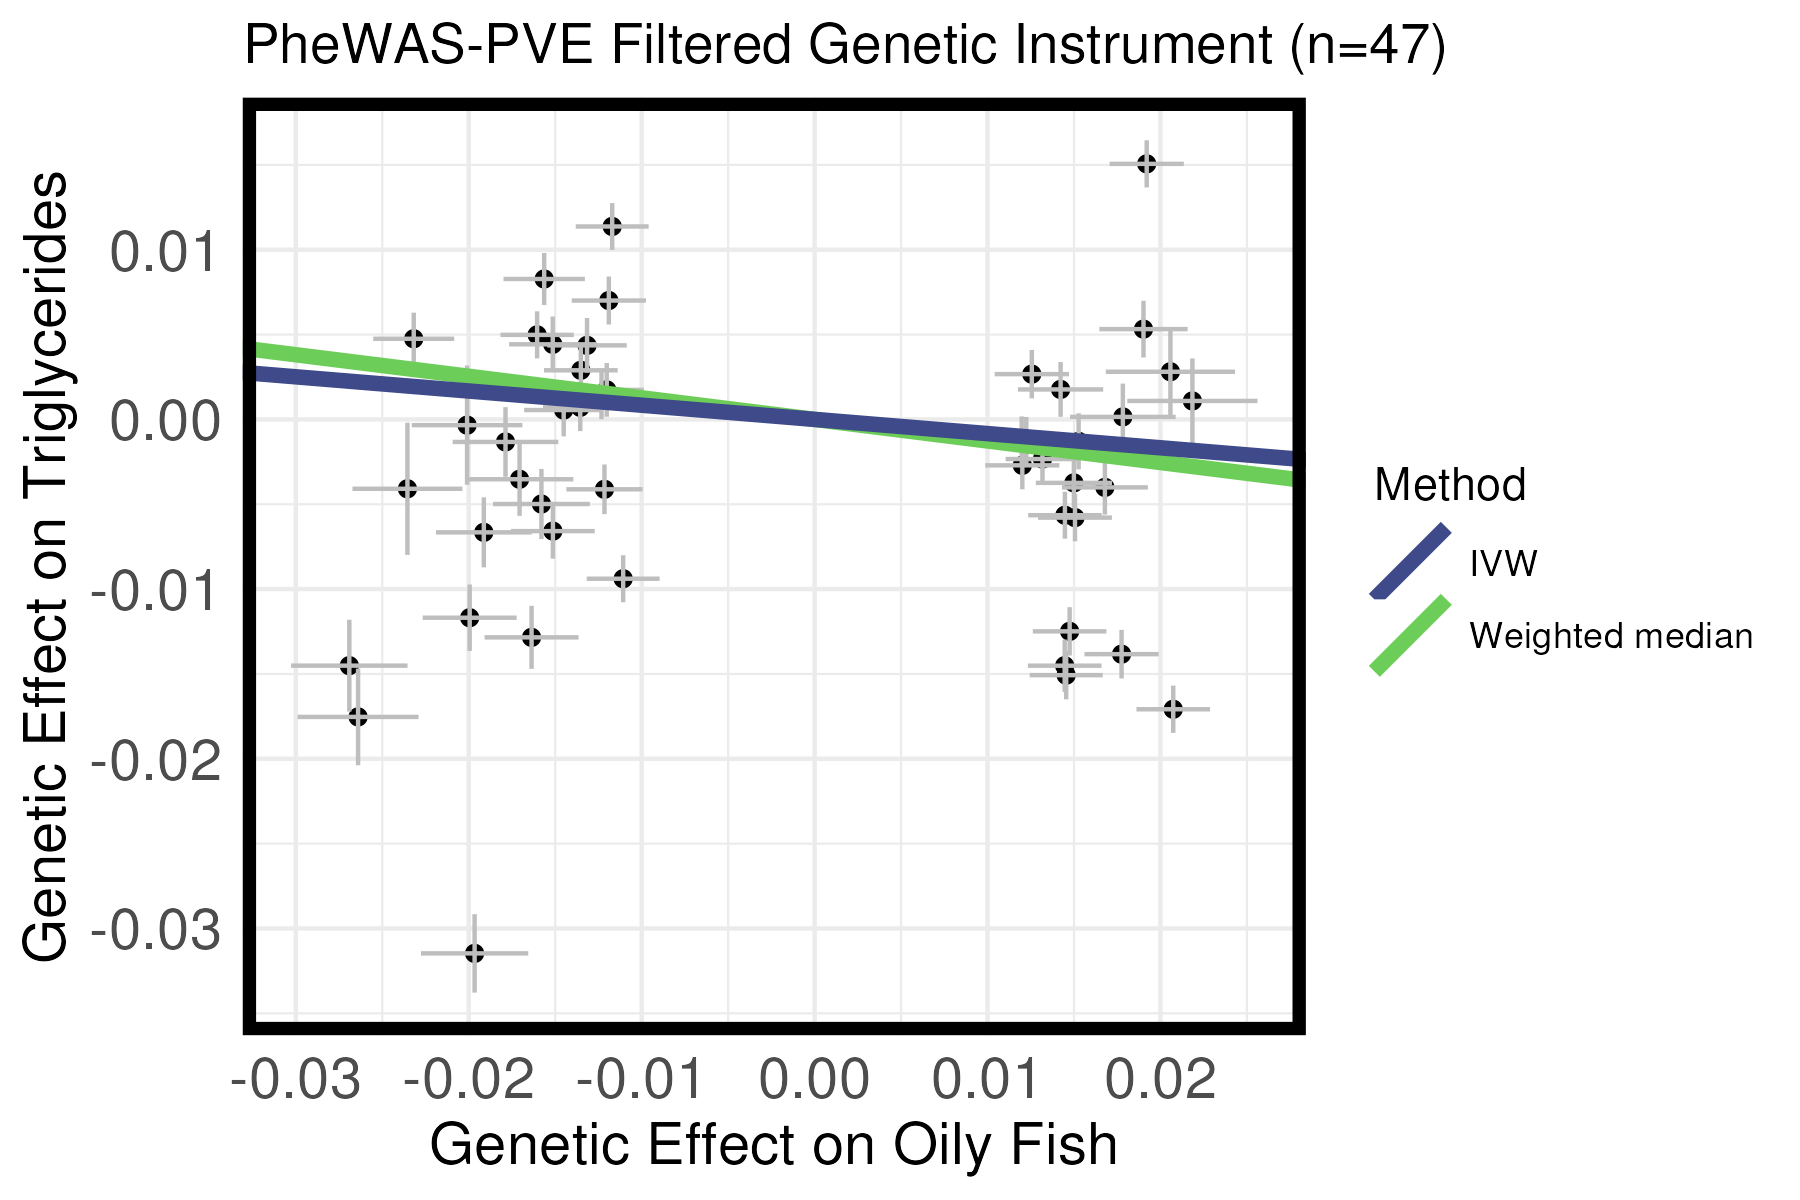 PheWAS-PVE Filtered Genetic Instrument (n=47)
Genetic Effect on Triglycerides
0.01
0.00
-0.01
-0.02
-0.03
-0.03 -0.02 -0.01 0.00 0.01 0.02
Genetic Effect on Oily Fish
Method
IVW
Weighted median